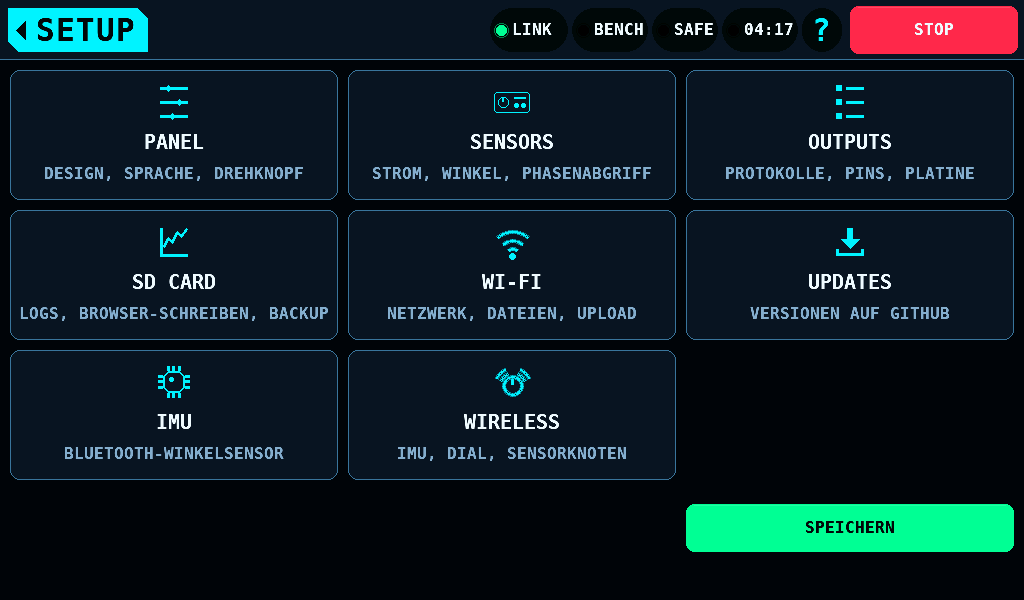 SETUP
LINK
BENCH
SAFE
04:17
?
STOP
PANEL
DESIGN, SPRACHE, DREHKNOPF
SENSORS
STROM, WINKEL, PHASENABGRIFF
OUTPUTS
PROTOKOLLE, PINS, PLATINE
SD CARD
LOGS, BROWSER-SCHREIBEN, BACKUP
WI-FI
NETZWERK, DATEIEN, UPLOAD
UPDATES
VERSIONEN AUF GITHUB
IMU
BLUETOOTH-WINKELSENSOR
WIRELESS
IMU, DIAL, SENSORKNOTEN
SPEICHERN